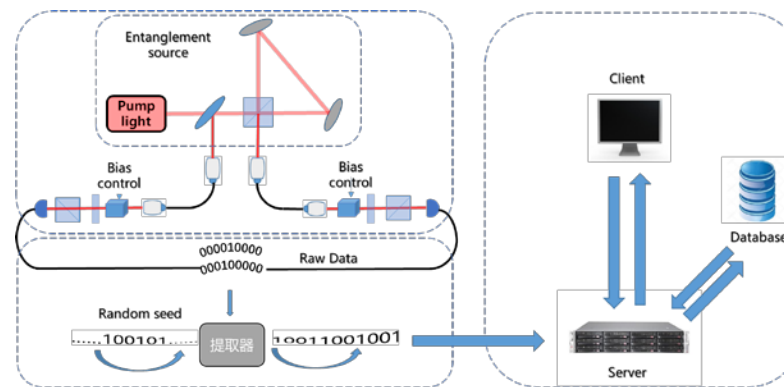 Entanglement
source
Pump
light
Bias
control
Bias
control
000010000
000100000
Raw Data
Random seed
......100101......
提取器
10011001001
Client
Database
Server